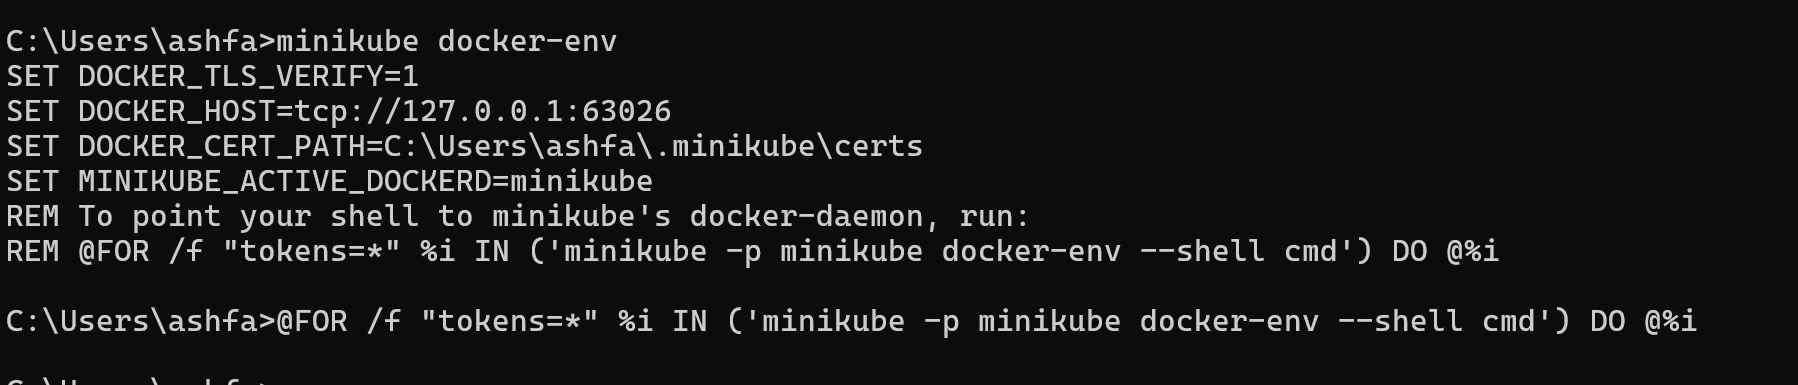 C:\Users\ashfa>minikube docker-env
SET DOCKER_TLS_VERIFY=1
SET DOCKER_HOST=tcp://127.0.0.1:63026
SET DOCKER_CERT_PATH=C:\Users\ashfa\.minikube\certs
SET MINIKUBE_ACTIVE_DOCKERD=minikube
REM To point your shell to minikube's docker-daemon, run:
REM @FOR /f "tokens=*" %i IN ('minikube -p minikube docker-env --shell cmd') DO @%i
C:\Users\ashfa>@FOR /f "tokens=*" %i IN ('minikube -p minikube docker-env --shell cmd') DO @%i